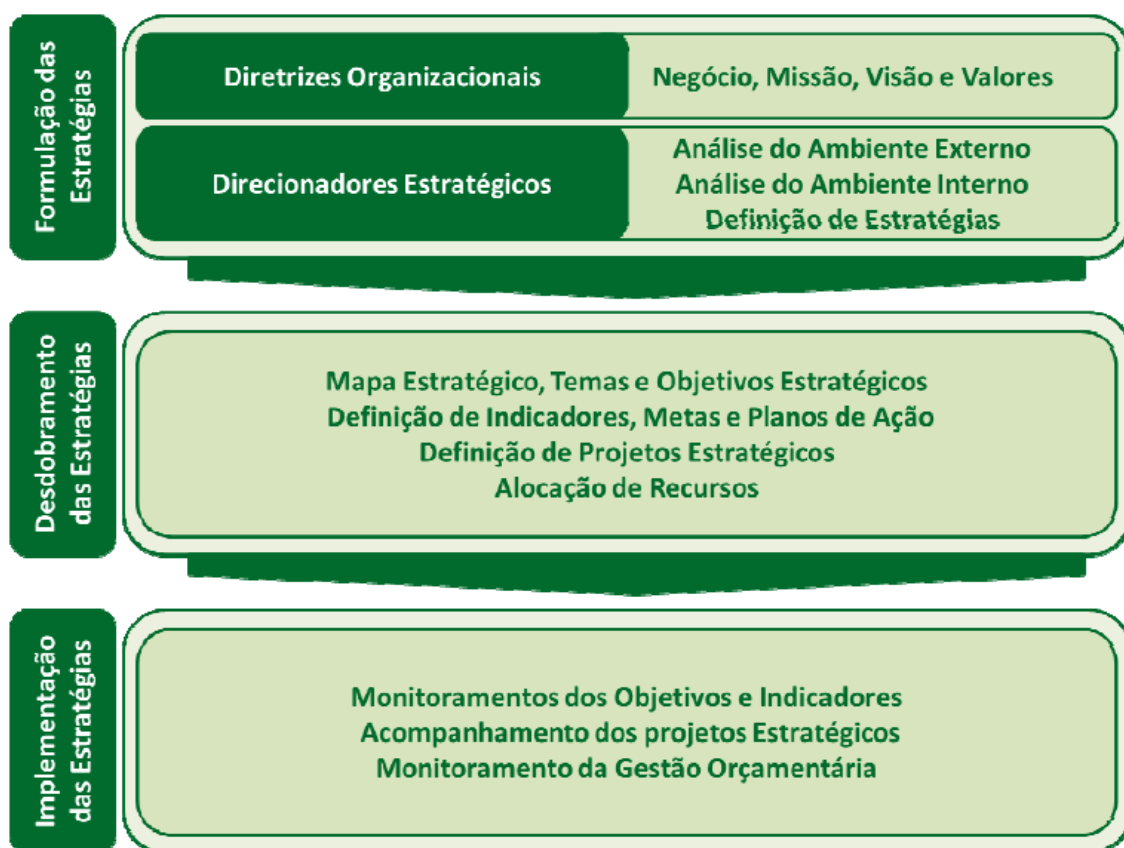 Formulação das
Estratégias
Diretrizes Organizacionais
Negócio, Missão, Visão e Valores
Direcionadores Estratégicos
Análise do Ambiente Externo
Análise do Ambiente Interno
Definição de Estratégias
Desdobramento
das Estratégias
Mapa Estratégico, Temas e Objetivos Estratégicos
Definição de Indicadores, Metas e Planos de Ação
Definição de Projetos Estratégicos
Alocação de Recursos
Implementação
das Estratégias
Monitoramentos dos Objetivos e Indicadores
Acompanhamento dos projetos Estratégicos
Monitoramento da Gestão Orçamentária